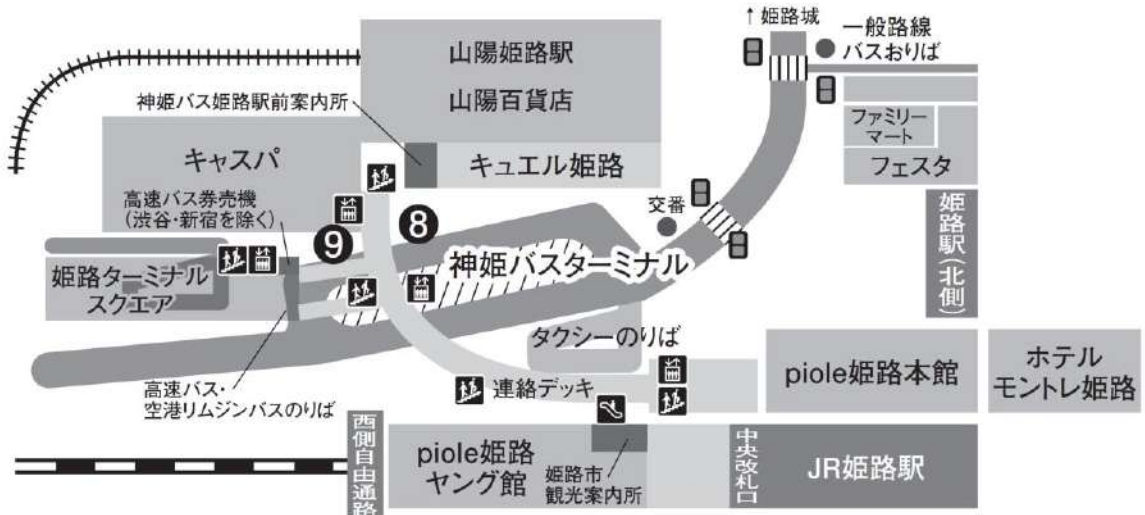 ↑姫路城
一般路線
バスおりば
山陽姫路駅
山陽百貨店
神姫バス姫路駅前案内所
ファミリー
マート
フェスタ
キャスパ
キュエル姫路
高速バス券売機
(渋谷・新宿を除く)
交番
姫路駅(北側)
9
8
神姫バスターミナル
姫路ターミナル
スクエア
タクシーのりば
高速バス・
空港リムジンバスのりば
連絡デッキ
piole姫路本館
ホテル
モントレ姫路
西側自由通路
piole姫路
ヤング館
姫路市
観光案内所
中央改札口
JR姫路駅